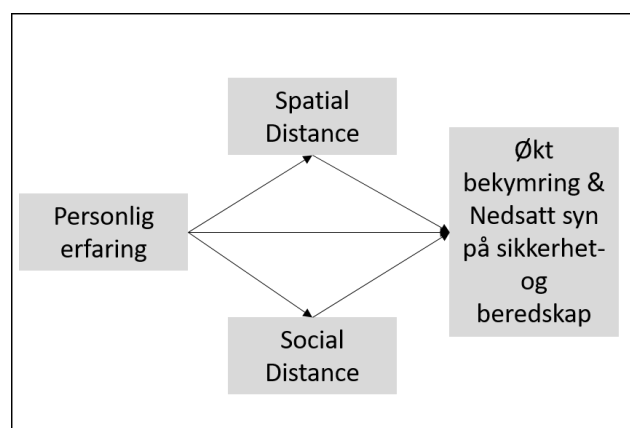 Spatial
Distance
Personlig
erfaring
Økt
bekymring &
Nedsatt syn
på sikkerhet-
og
beredskap
Social
Distance